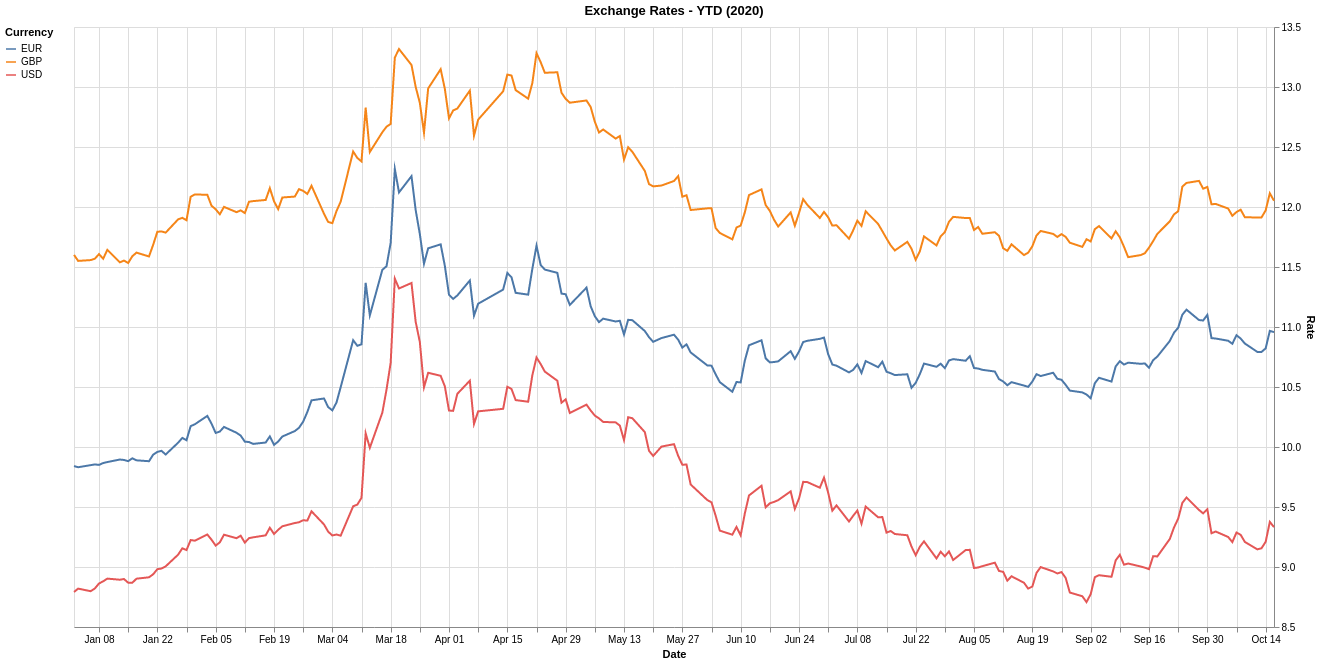 Exchange Rates - YTD (2020)
Currency
EUR
GBP
USD
13.5
13.0
12.5
12.0
11.5
11.0
10.5
10.0
9.5
9.0
8.5
Rate
Jan 08 Jan 22 Feb 05 Feb 19 Mar 04 Mar 18 Apr 01 Apr 15 Apr 29 May 13 May 27 Jun 10 Jun 24 Jul 08 Jul 22 Aug 05 Aug 19 Sep 02 Sep 16 Sep 30 Oct 14
Date